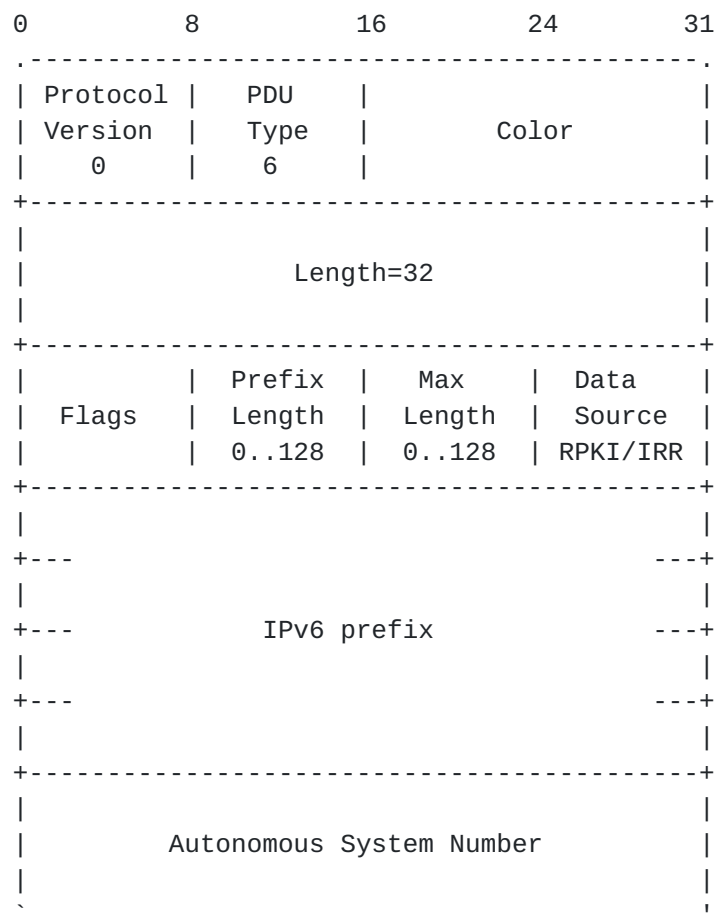 0 8 16 24 31
.-------------------------------------------.
| Protocol | PDU | |
| Version | Type | Color |
| 0 | 6 | |
+-------------------------------------------+
| |
| Length=32 |
| |
+-------------------------------------------+
| | Prefix | Max | Data |
| Flags | Length | Length | Source |
| | 0..128 | 0..128 | RPKI/IRR |
+-------------------------------------------+
| |
+--- ---+
| |
+--- IPv6 prefix ---+
| |
+--- ---+
| |
+-------------------------------------------+
| |
| Autonomous System Number |
| |
`-------------------------------------------'